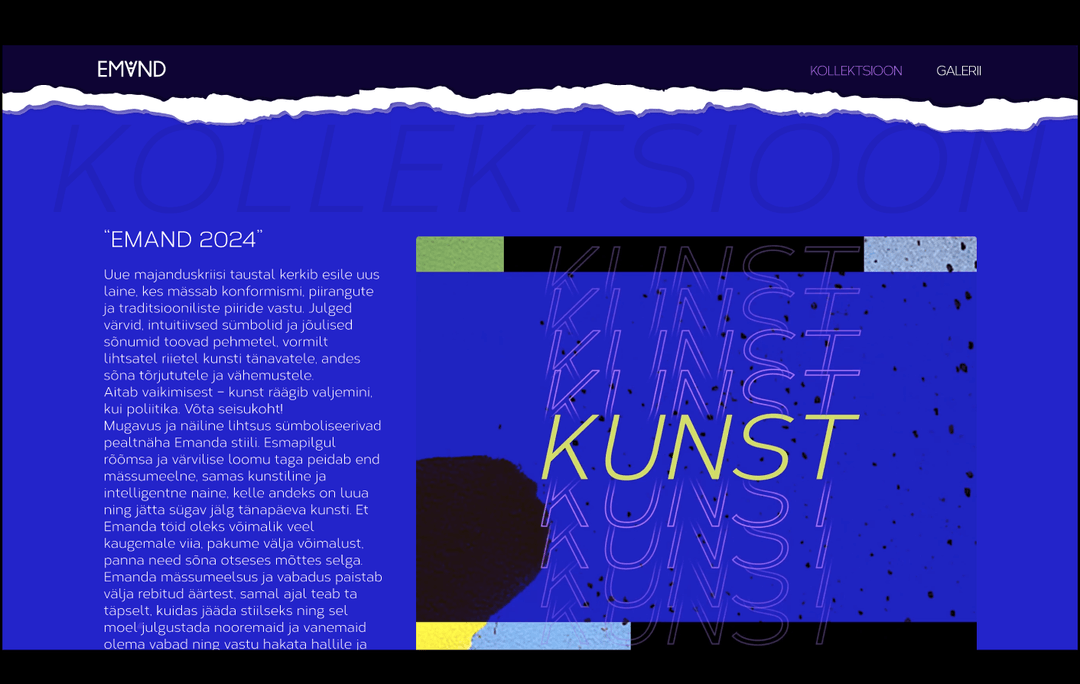 EMAND
KOLLEKTSIOON
GALERII
KOLLEKTSIOON
“EMAND 2024”
Uue majanduskriisi taustal kerkib esile uus
laine, kes mässab konformismi, piirangute
ja traditsiooniliste piiride vastu. Julged
värvid, intuitiivsed sümbolid ja jõulised
sõnumid toovad pehmetel, vormilt
lihtsatel riietel kunsti tänavatele, andes
sõna tõrjututele ja vähemustele.
Aitab vaikimisest – kunst räägib valjemini,
kui poliitika. Võta seisukoht!
Mugavus ja näiline lihtsus sümboliseerivad
pealtnäha Emanda stiili. Esmapilgul
rõõmsa ja värvilise loomu taga peidab end
mässumeelne, samas kunstiline ja
intelligentne naine, kelle andeks on luua
ning jätta sügav jälg tänapäeva kunsti. Et
Emanda töid oleks võimalik veel
kaugemale viia, pakume välja võimalust,
panna need sõna otseses mõttes selga.
Emanda mässumeelsus ja vabadus paistab
välja rebitud äärtest, samal ajal teab ta
täpselt, kuidas jääda stiilseks ning sel
moel julgustada nooremaid ja vanemaid
olema vabad ning vastu hakata hallile ja
KUNST
KUNST
KUNST
KUNST
KUNST
KUNST
KUNST
KUNST
KUNST